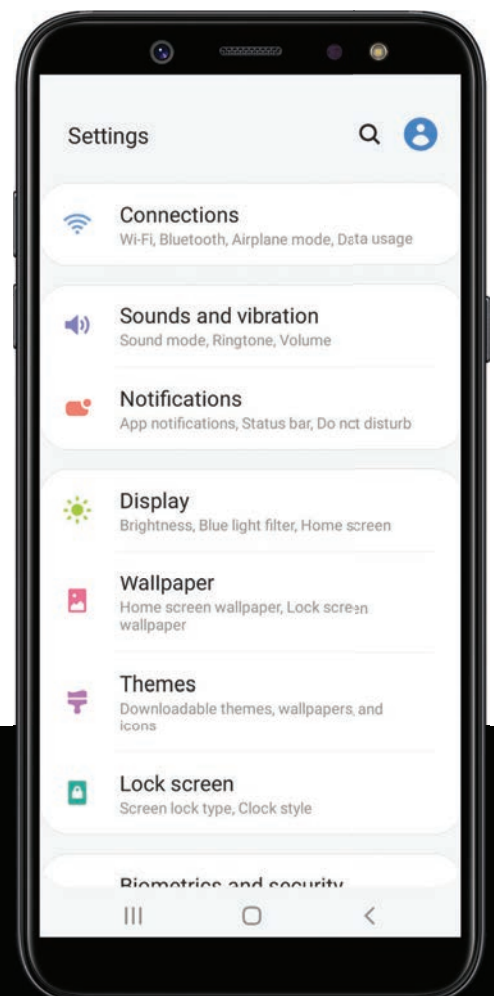 Settings
Connections
Wi-Fi, Bluetooth, Airplane mode, Data usage
Sounds and vibration
Sound mode, Ringtone, Volume
Notifications
App notifications, Status bar, Do not disturb
Display
Brightness, Blue light filter, Home screen
Wallpaper
Home screen wallpaper, Lock screen
wallpaper
Themes
Downloadable themes, wallpapers, and
icons
Lock screen
Screen lock type, Clock style
Biometrics and security